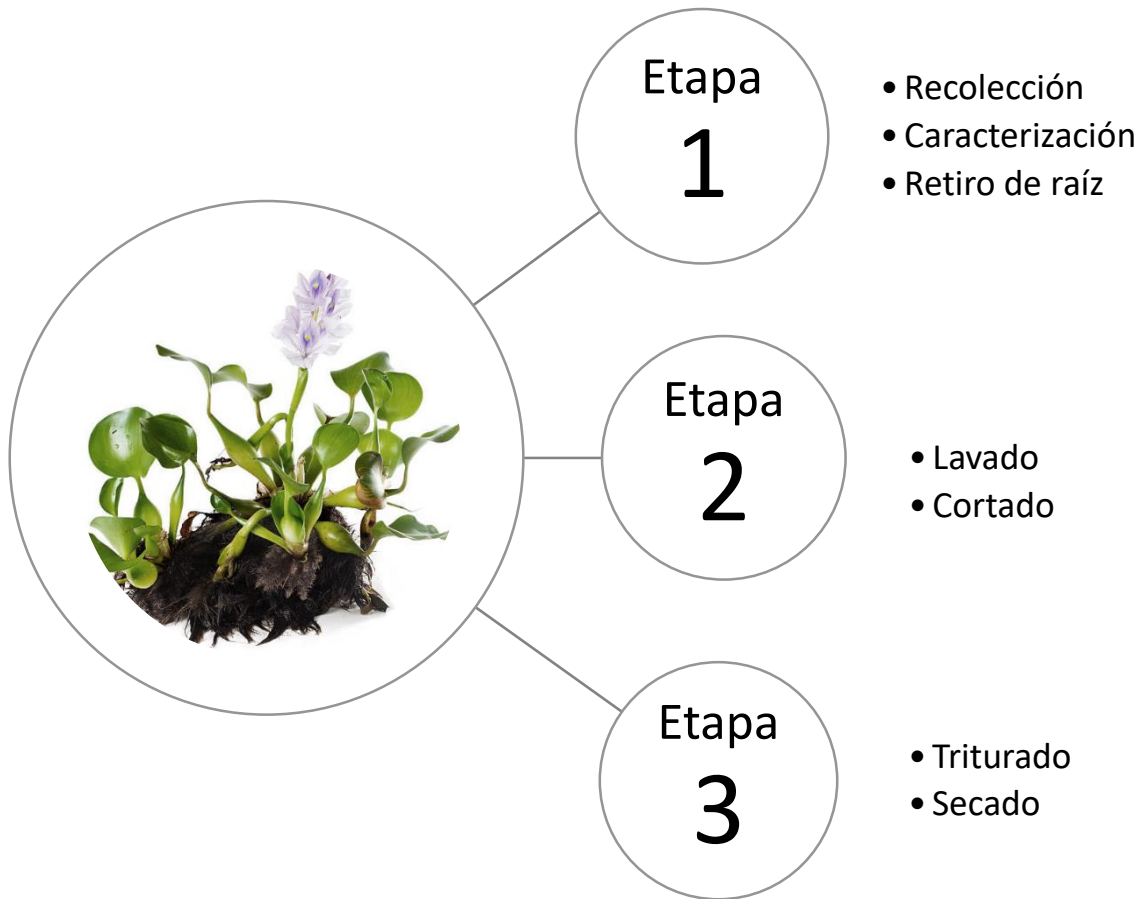 Etapa
1
• Recolección
• Caracterización
• Retiro de raíz
Etapa
2
• Lavado
• Cortado
Etapa
3
• Triturado
• Secado